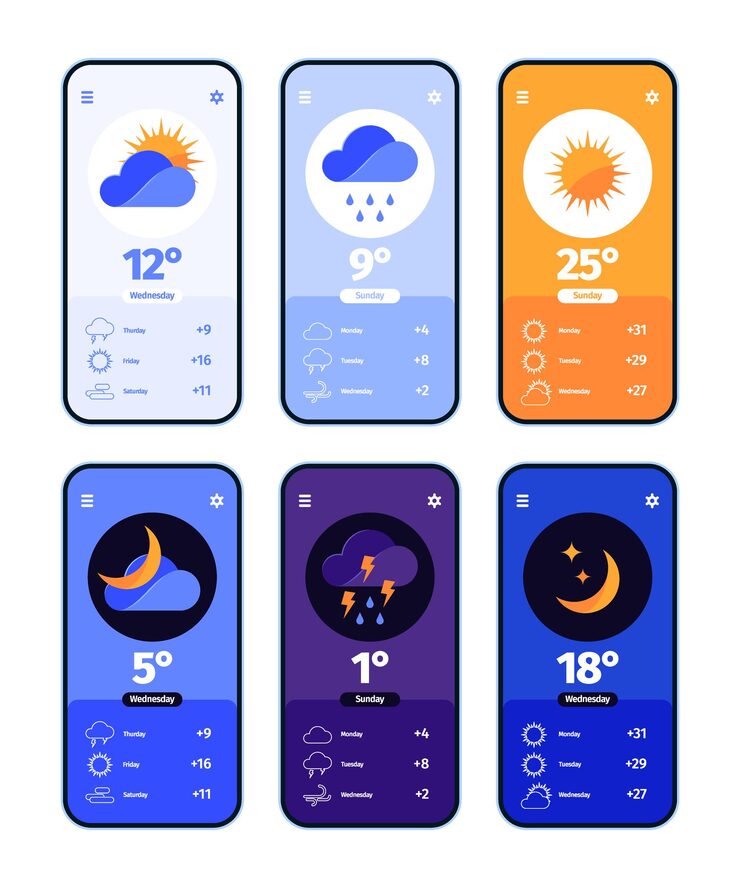 12°
Wednesday
Thurday +9
Friday +16
Saturday +11
9°
Sunday
Monday +4
Tuesday +8
Wednesday +2
25°
Sunday
Monday +31
Tuesday +29
Wednesday +27
5°
Wednesday
Thurday +9
Friday +16
Saturday +11
1°
Sunday
Monday +4
Tuesday +8
Wednesday +2
18°
Wednesday
Monday +31
Tuesday +29
Wednesday +27